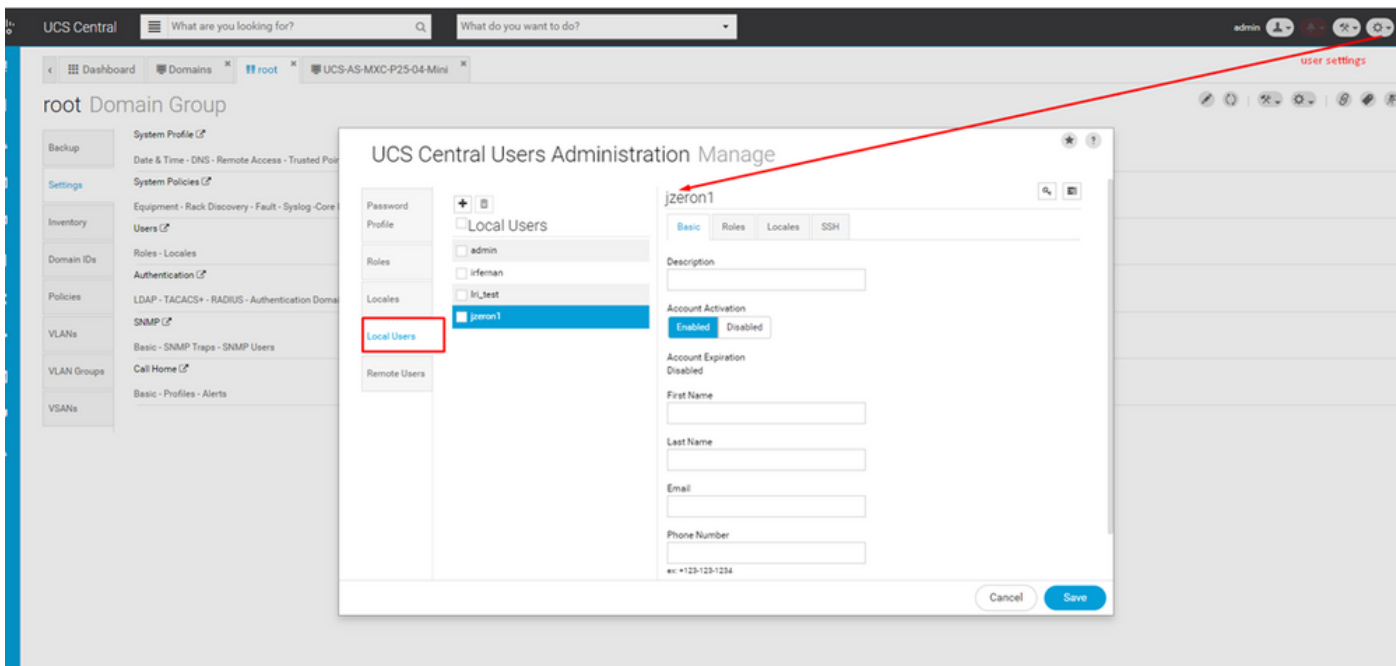 UCS Central
What are you looking for?
What do you want to do?
admin
user settings
Dashboard
Domains
root
UCS-AS-MXC-P25-04-Mini
root Domain Group
Backup
Settings
Inventory
Domain IDs
Policies
VLANs
VLAN Groups
VSANs
System Profile
Date & Time - DNS - Remote Access - Trusted Poin
System Policies
Equipment - Rack Discovery - Fault - Syslog -Core
Users
Roles - Locales
Authentication
LDAP - TACACS+ - RADIUS - Authentication Domai
SNMP
Basic - SNMP Traps - SNMP Users
Call Home
Basic - Profiles - Alerts
UCS Central Users Administration Manage
Password
Profile
Roles
Locales
Local Users
Remote Users
Local Users
admin
irfernan
lri_test
jzeron1
jzeron1
Basic
Roles
Locales
SSH
Description
Account Activation
Enabled
Disabled
Account Expiration
Disabled
First Name
Last Name
Email
Phone Number
ex: +123-123-1234
Cancel
Save